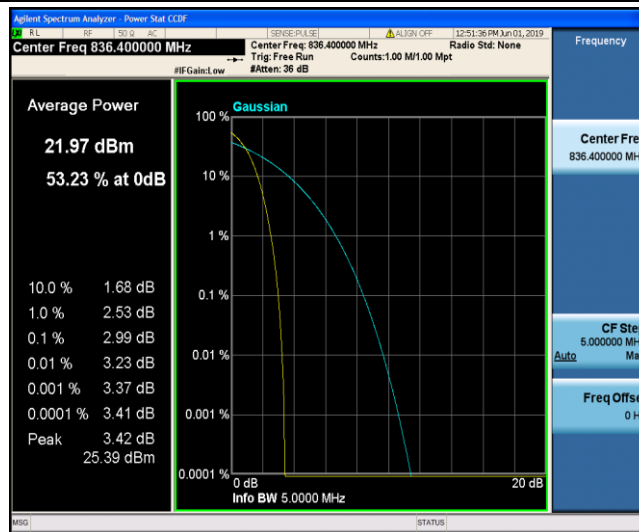 Agilent Spectrum Analyzer - Power Stat CCDF
RL RF 50 Ω AC SENSE:PULSE ALIGN OFF 12:51:36 PM Jun 01, 2019
Center Freq 836.400000 MHz
Center Freq: 836.400000 MHz Radio Std: None
Trig: Free Run Counts:1.00 M/1.00 Mpt
#IFGain:Low #Atten: 36 dB
Frequency
Average Power
21.97 dBm
53.23 % at 0dB
10.0 % 1.68 dB
1.0 % 2.53 dB
0.1 % 2.99 dB
0.01 % 3.23 dB
0.001 % 3.37 dB
0.0001 % 3.41 dB
Peak 3.42 dB
25.39 dBm
Gaussian
100 %
10 %
1 %
0.1 %
0.01 %
0.001 %
0.0001 %
0 dB 20 dB
Info BW 5.0000 MHz
Center Fre
836.400000 MH
CF Ste
5.000000 MH
Auto Ma
Freq Offse
0 H
MSG STATUS